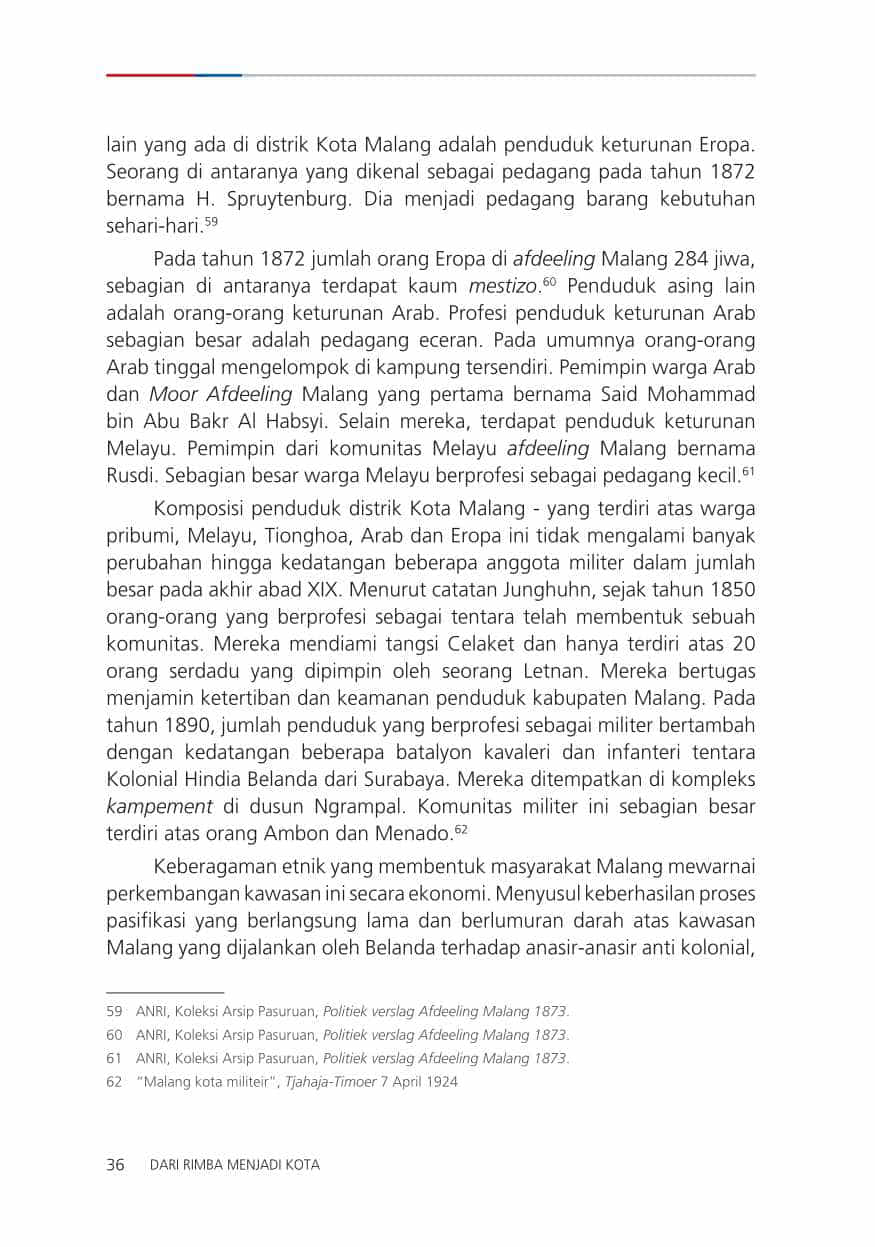 lain yang ada di distrik Kota Malang adalah penduduk keturunan Eropa.
Seorang di antaranya yang dikenal sebagai pedagang pada tahun 1872
bernama H. Spruytenburg. Dia menjadi pedagang barang kebutuhan
sehari-hari.59
Pada tahun 1872 jumlah orang Eropa di afdeeling Malang 284 jiwa,
sebagian di antaranya terdapat kaum mestizo.60 Penduduk asing lain
adalah orang-orang keturunan Arab. Profesi penduduk keturunan Arab
sebagian besar adalah pedagang eceran. Pada umumnya orang-orang
Arab tinggal mengelompok di kampung tersendiri. Pemimpin warga Arab
dan Moor Afdeeling Malang yang pertama bernama Said Mohammad
bin Abu Bakr Al Habsyi. Selain mereka, terdapat penduduk keturunan
Melayu. Pemimpin dari komunitas Melayu afdeeling Malang bernama
Rusdi. Sebagian besar warga Melayu berprofesi sebagai pedagang kecil.61
Komposisi penduduk distrik Kota Malang - yang terdiri atas warga
pribumi, Melayu, Tionghoa, Arab dan Eropa ini tidak mengalami banyak
perubahan hingga kedatangan beberapa anggota militer dalam jumlah
besar pada akhir abad XIX. Menurut catatan Junghuhn, sejak tahun 1850
orang-orang yang berprofesi sebagai tentara telah membentuk sebuah
komunitas. Mereka mendiami tangsi Celaket dan hanya terdiri atas 20
orang serdadu yang dipimpin oleh seorang Letnan. Mereka bertugas
menjamin ketertiban dan keamanan penduduk kabupaten Malang. Pada
tahun 1890, jumlah penduduk yang berprofesi sebagai militer bertambah
dengan kedatangan beberapa batalyon kavaleri dan infanteri tentara
Kolonial Hindia Belanda dari Surabaya. Mereka ditempatkan di kompleks
kampement di dusun Ngrampal. Komunitas militer ini sebagian besar
terdiri atas orang Ambon dan Menado.62
Keberagaman etnik yang membentuk masyarakat Malang mewarnai
perkembangan kawasan ini secara ekonomi. Menyusul keberhasilan proses
pasifikasi yang berlangsung lama dan berlumuran darah atas kawasan
Malang yang dijalankan oleh Belanda terhadap anasir-anasir anti kolonial,
59 ANRI, Koleksi Arsip Pasuruan, Politiek verslag Afdeeling Malang 1873.
60 ANRI, Koleksi Arsip Pasuruan, Politiek verslag Afdeeling Malang 1873.
61 ANRI, Koleksi Arsip Pasuruan, Politiek verslag Afdeeling Malang 1873.
62 "Malang kota militeir", Tjahaja-Timoer 7 April 1924
36 DARI RIMBA MENJADI KOTA